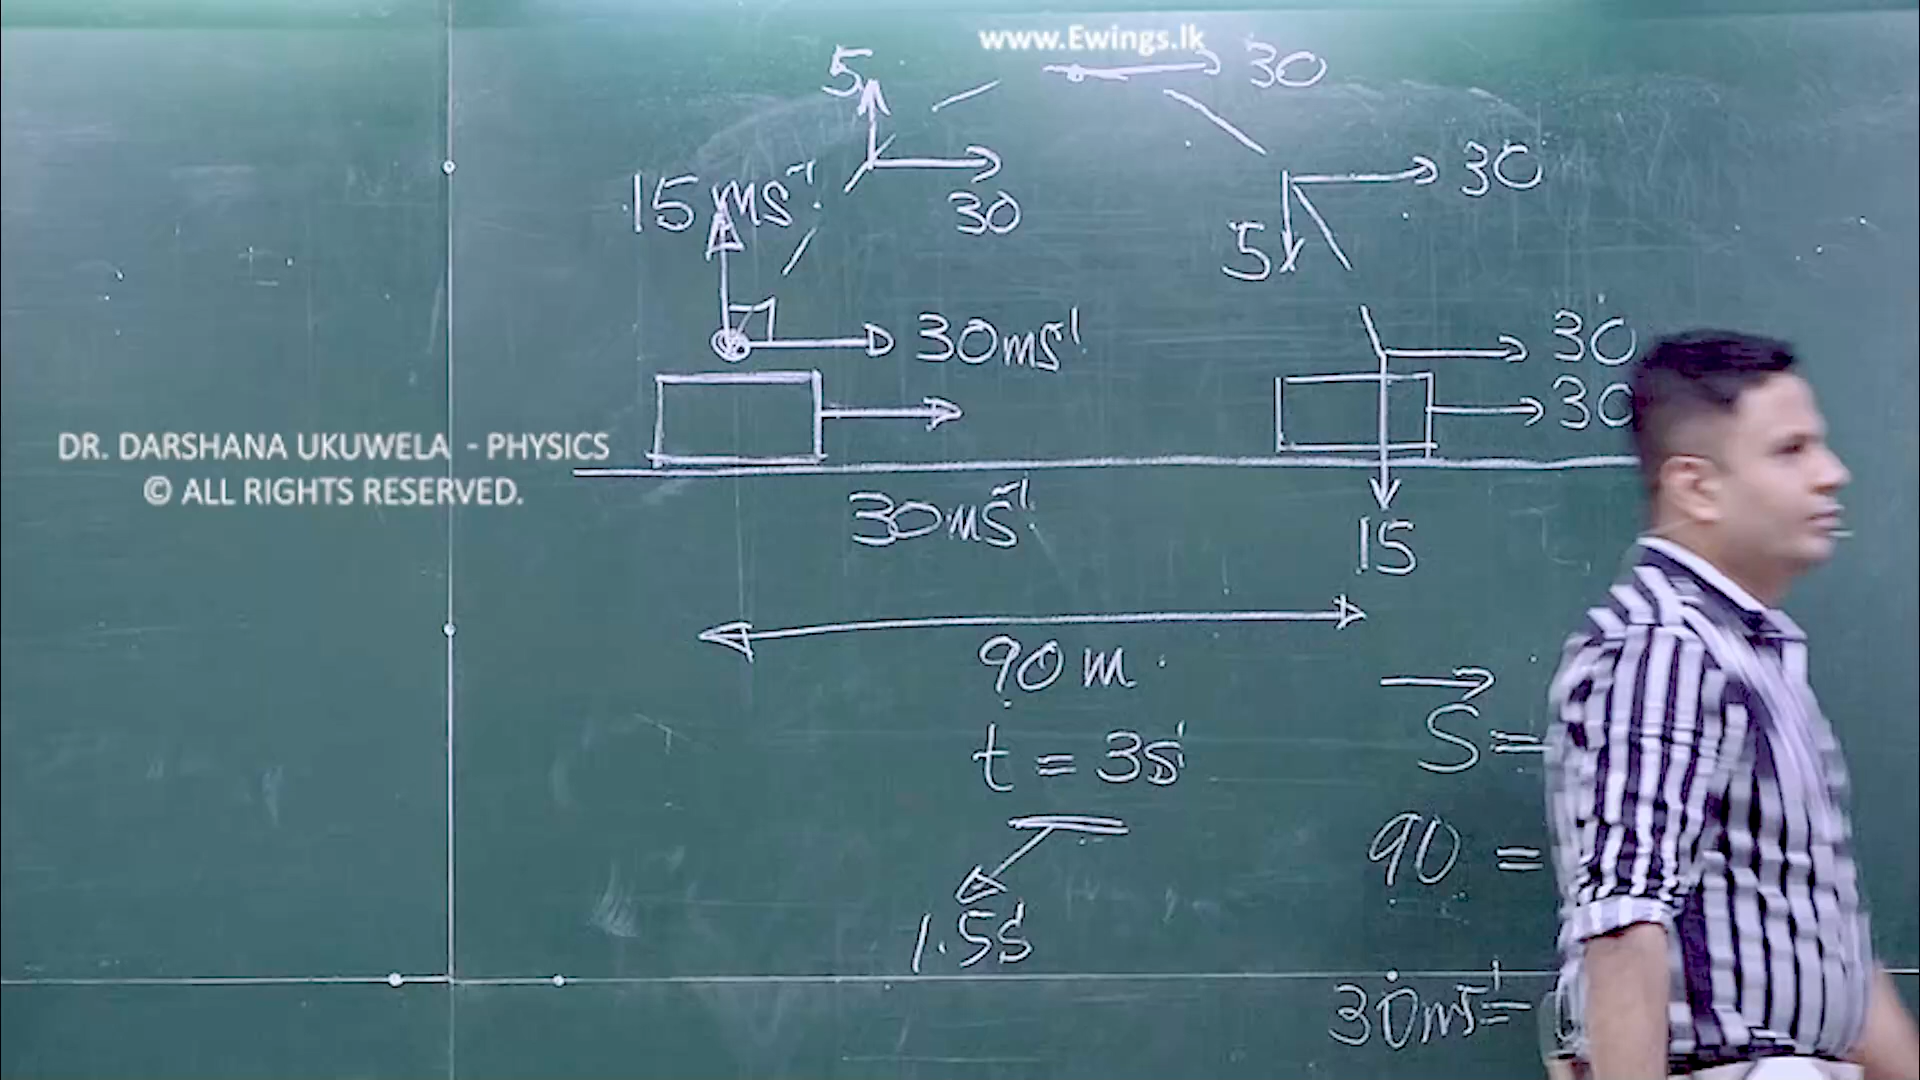 www.Ewings.lk
5
30
15 ms⁻¹
30
30
5
30ms⁻¹
30
30
DR. DARSHANA UKUWELA - PHYSICS
© ALL RIGHTS RESERVED.
30ms⁻¹
15
90 m
S =
t = 3s
90 =
1.5s
30ms⁻¹ =